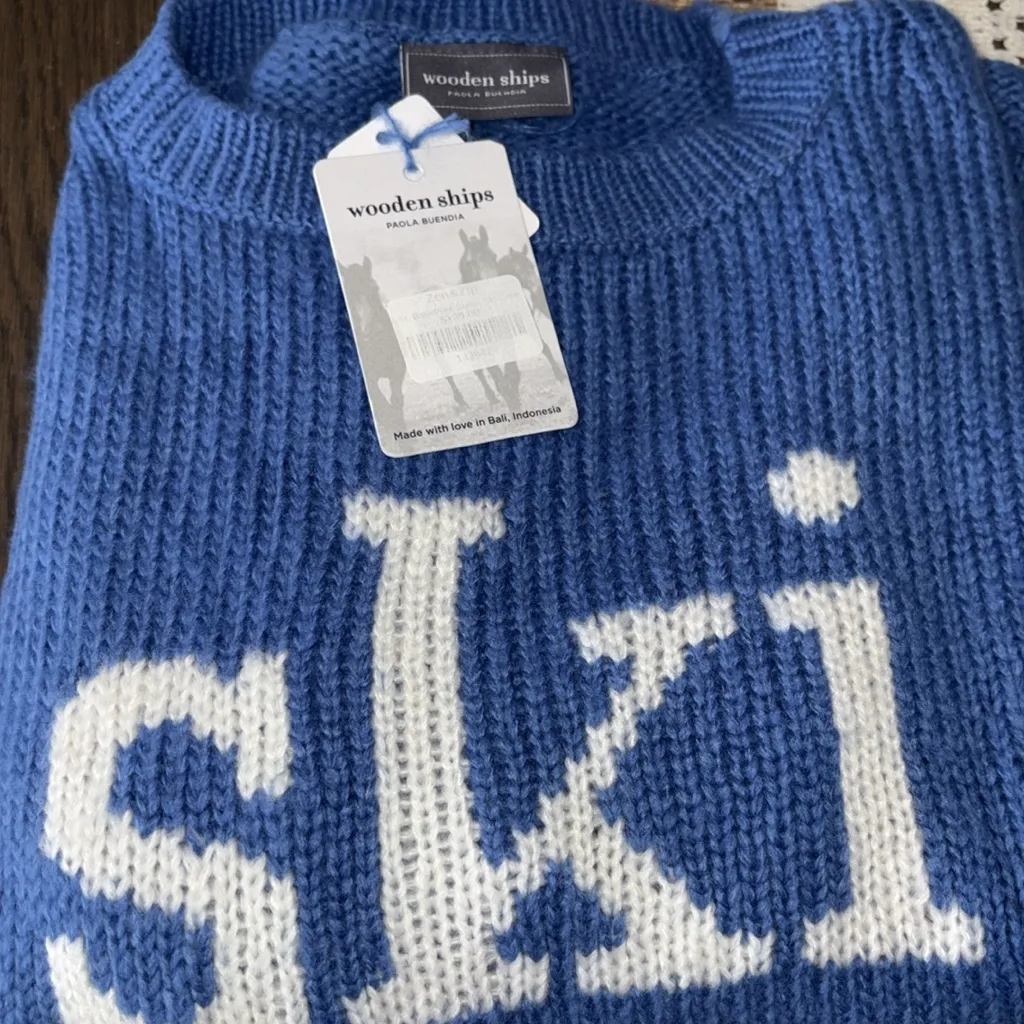 wooden ships
PAOLA BUENDIA
wooden ships
PAOLA BUENDIA
Made with love in Bali, Indonesia
ski